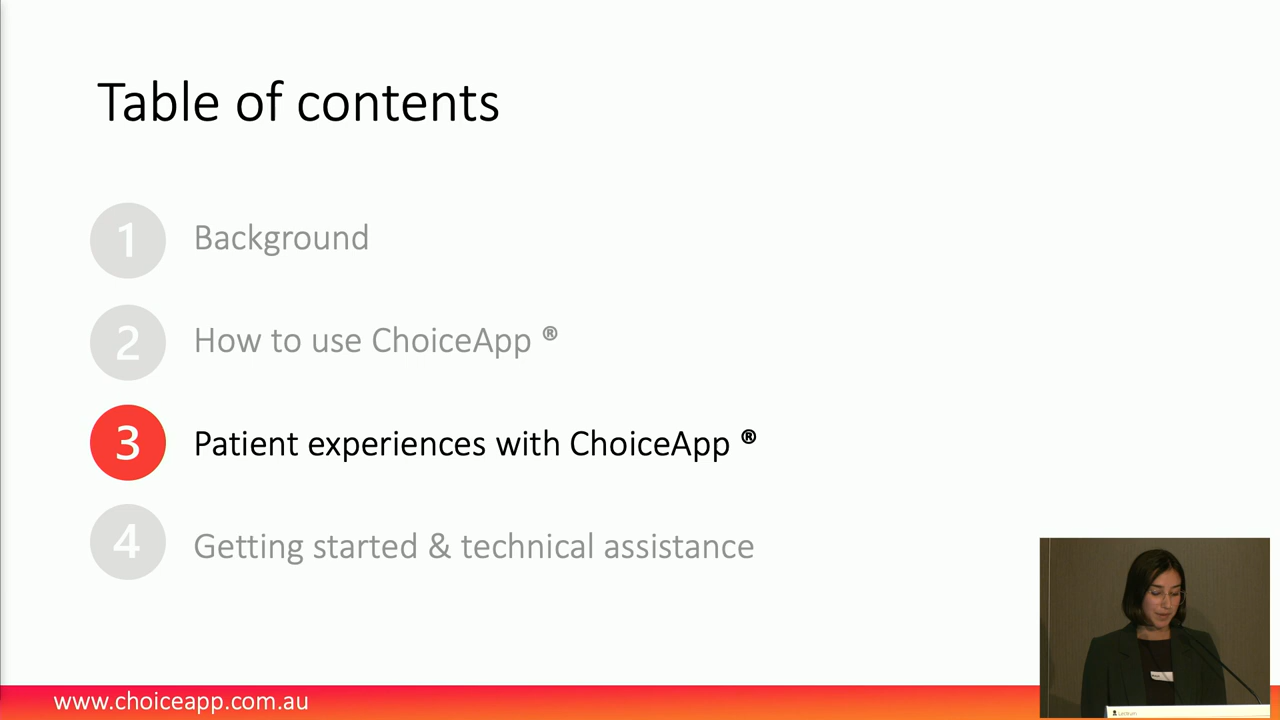 Table of contents
1 Background
2 How to use ChoiceApp ®
3 Patient experiences with ChoiceApp ®
4 Getting started & technical assistance
www.choiceapp.com.au